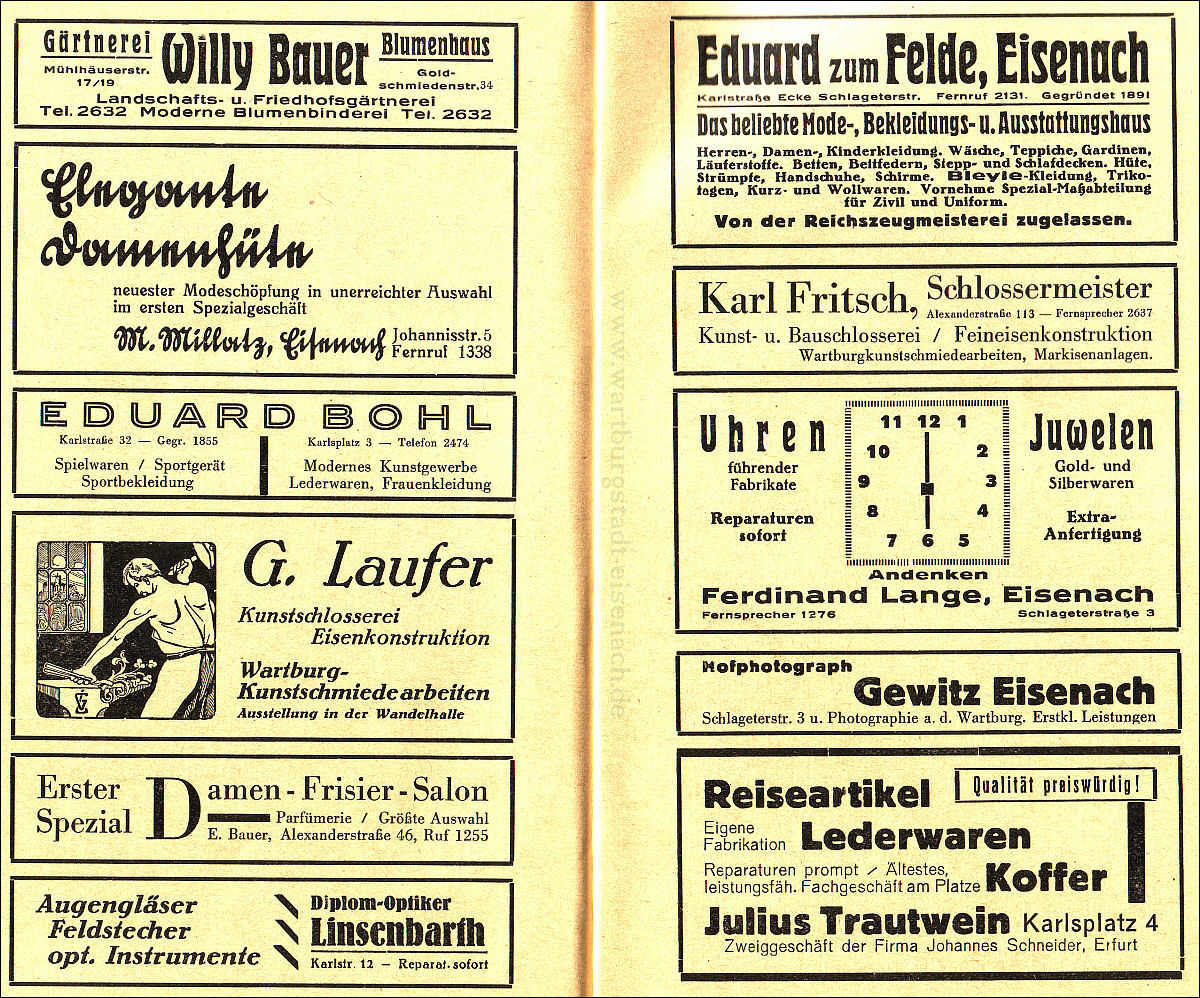 Gärtnerei Willy Bauer Blumenhaus
Mühlhäuserstr. 17/19
Gold-schmiedenstr. 34
Landschafts- u. Friedhofsgärtnerei
Tel. 2632 Moderne Blumenbinderei Tel. 2632
Elegante
Damenhüte
neuester Modeschöpfung in unerreichter Auswahl
im ersten Spezialgeschäft
M. Millatz, Eisenach Johannisstr. 5
Fernruf 1338
EDUARD BOHL
Karlstraße 32 — Gegr. 1855
Spielwaren / Sportgerät
Sportbekleidung
Karlsplatz 3 — Telefon 2474
Modernes Kunstgewerbe
Lederwaren, Frauenkleidung
G. Laufer
Kunstschlosserei
Eisenkonstruktion
Wartburg-
Kunstschmiedearbeiten
Ausstellung in der Wandelhalle
Erster
Spezial
Damen - Frisier - Salon
Parfümerie / Größte Auswahl
E. Bauer, Alexanderstraße 46, Ruf 1255
Augengläser
Feldstecher
opt. Instrumente
Diplom-Optiker
Linsenbarth
Karlstr. 12 — Reparat. sofort
www.wartburgstadt-eisenach.de
Eduard zum Felde, Eisenach
Karlstraße Ecke Schlageterstr. Fernruf 2131. Gegründet 1891
Das beliebte Mode-, Bekleidungs- u. Ausstattungshaus
Herren-, Damen-, Kinderkleidung. Wäsche, Teppiche, Gardinen,
Läuferstoffe. Betten, Bettfedern, Stepp- und Schlafdecken. Hüte,
Strümpfe, Handschuhe, Schirme. Bleyle-Kleidung, Triko-
tagen, Kurz- und Wollwaren. Vornehme Spezial-Maßabteilung
für Zivil und Uniform.
Von der Reichszeugmeisterei zugelassen.
Karl Fritsch, Schlossermeister
Alexanderstraße 113 — Fernsprecher 2637
Kunst- u. Bauschlosserei / Feineisenkonstruktion
Wartburgkunstschmiedearbeiten, Markisenanlagen.
Uhren
führender
Fabrikate
Reparaturen
sofort
11 12 1
10 2
9 3
8 4
7 6 5
Juwelen
Gold- und
Silberwaren
Extra-
Anfertigung
Andenken
Ferdinand Lange, Eisenach
Fernsprecher 1276 Schlageterstraße 3
Hofphotograph
Gewitz Eisenach
Schlageterstr. 3 u. Photographie a. d. Wartburg. Erstkl. Leistungen
Reiseartikel Qualität preiswürdig!
Eigene
Fabrikation Lederwaren
Reparaturen prompt / Ältestes,
leistungsfäh. Fachgeschäft am Platze Koffer
Julius Trautwein Karlsplatz 4
Zweiggeschäft der Firma Johannes Schneider, Erfurt